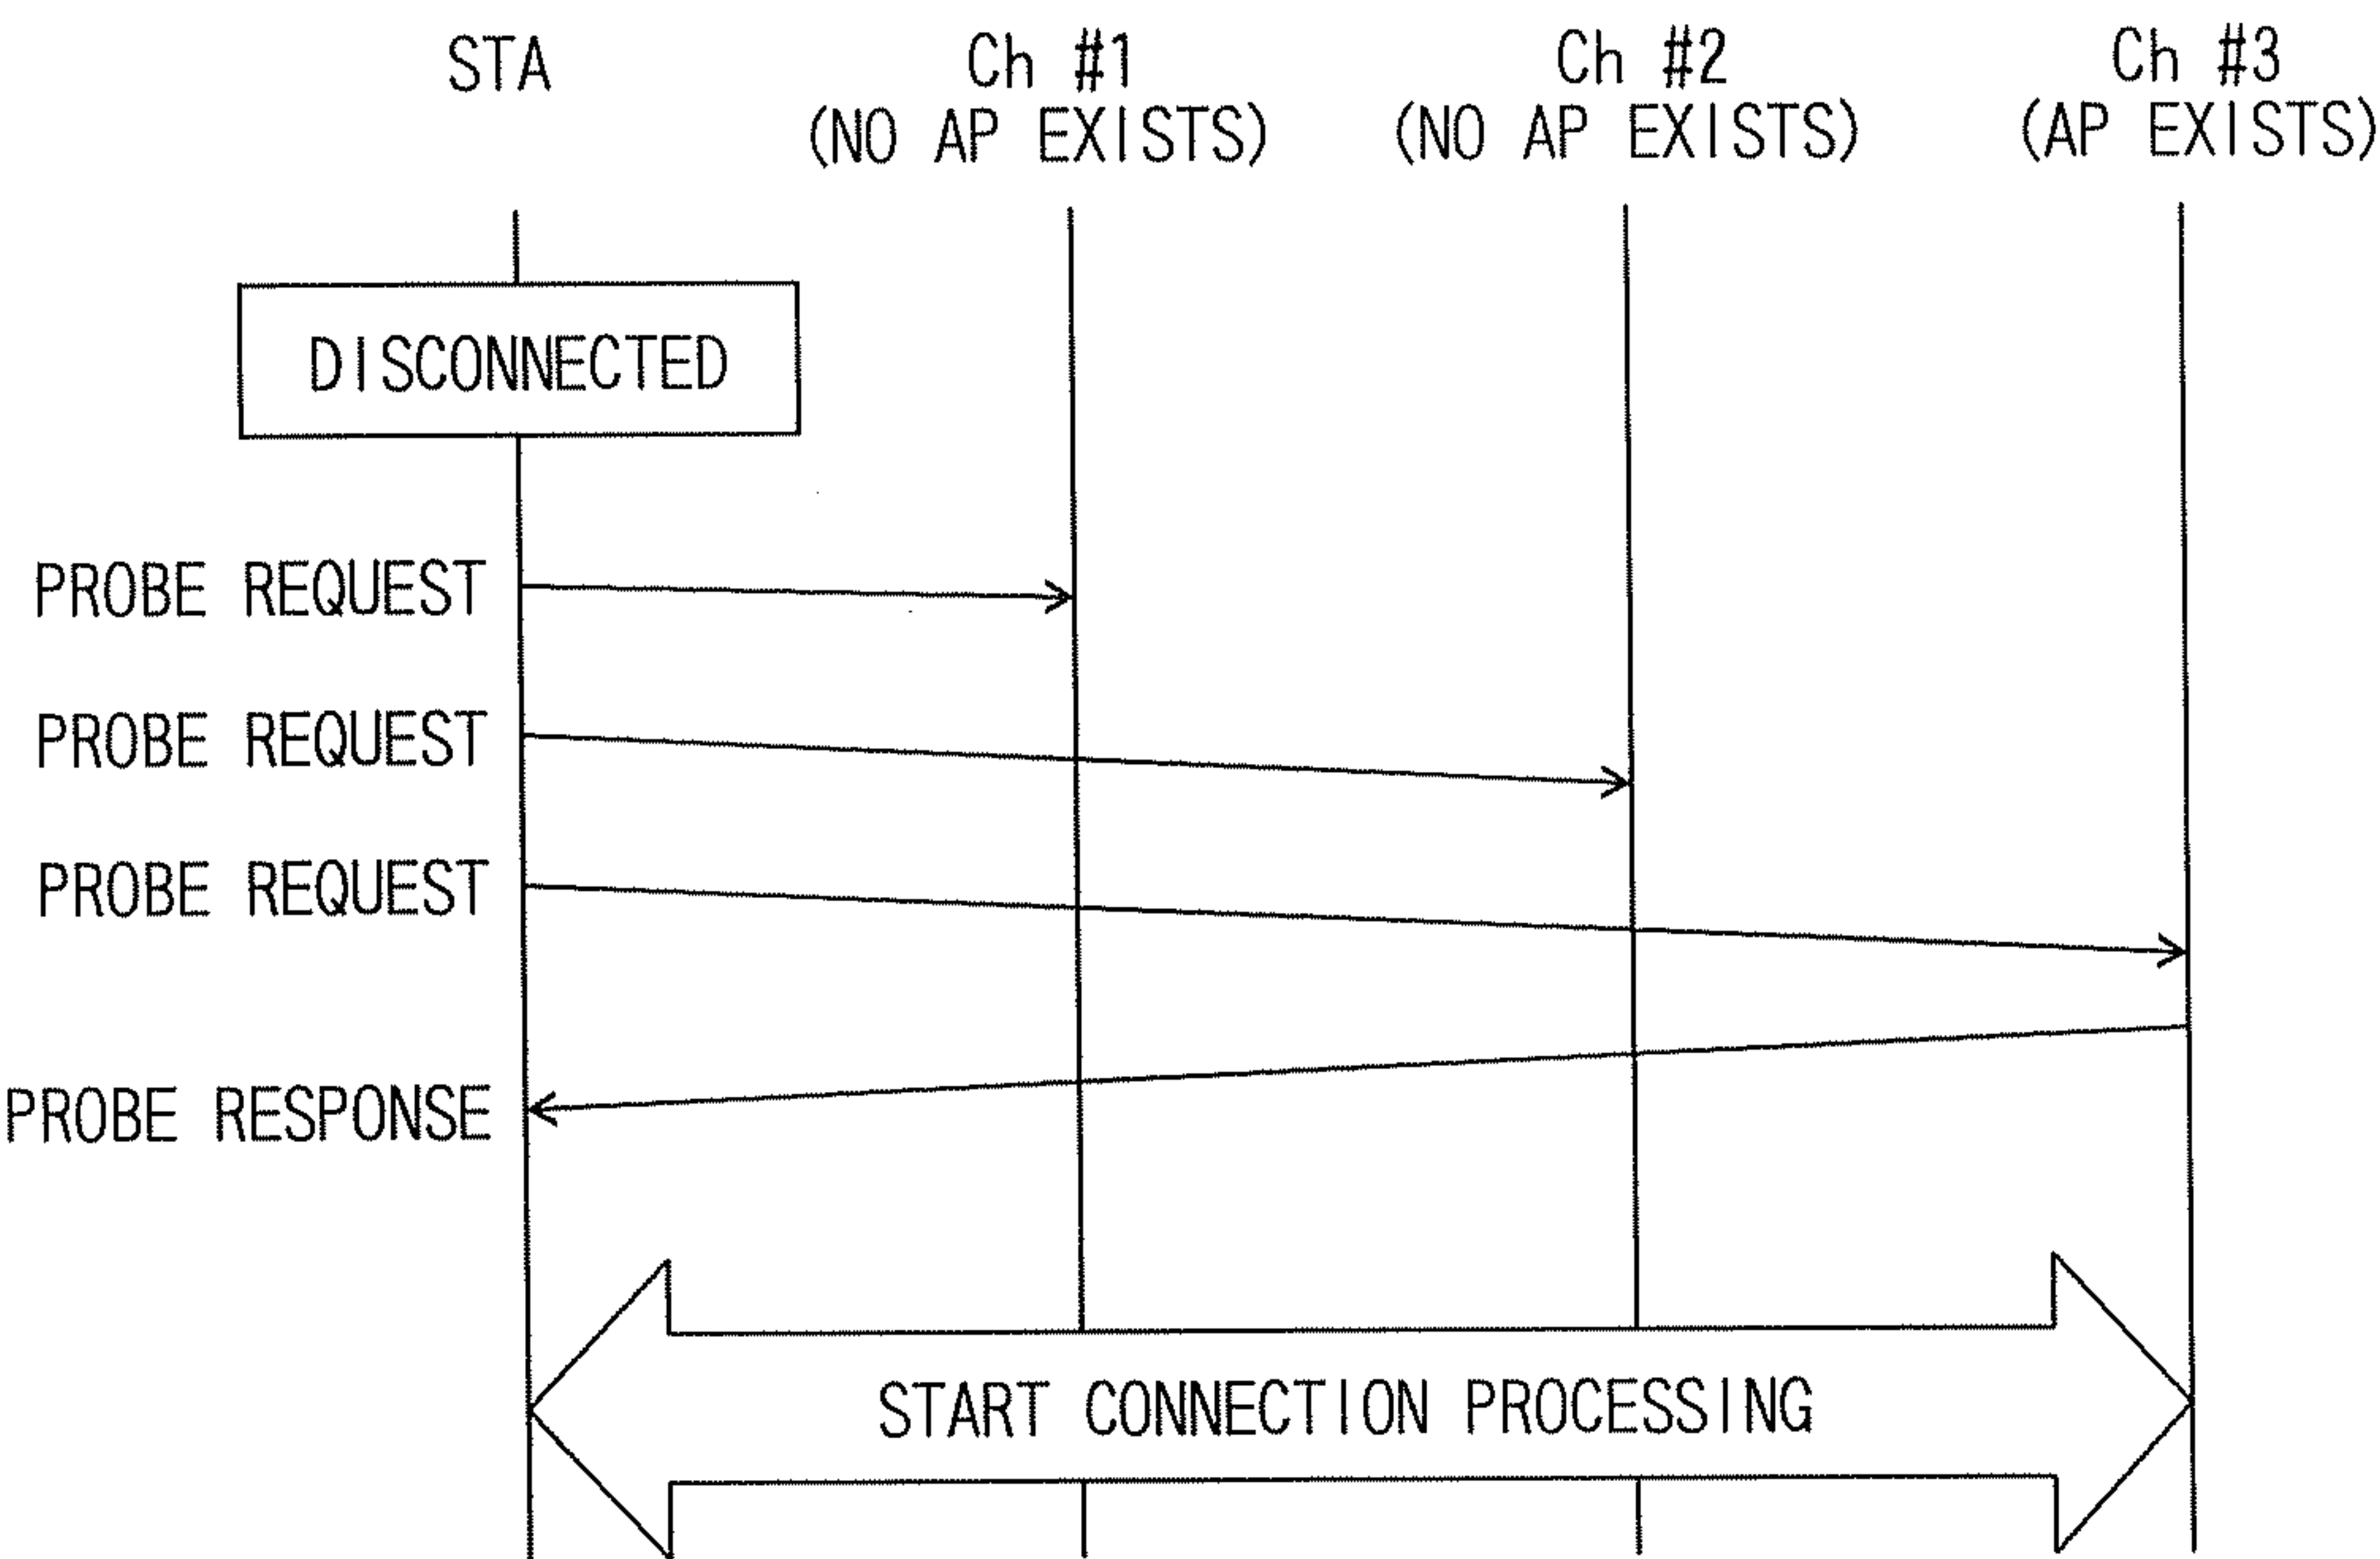 STA
Ch #1
(NO AP EXISTS)
Ch #2
(NO AP EXISTS)
Ch #3
(AP EXISTS)
DISCONNECTED
PROBE REQUEST
PROBE REQUEST
PROBE REQUEST
PROBE RESPONSE
START CONNECTION PROCESSING